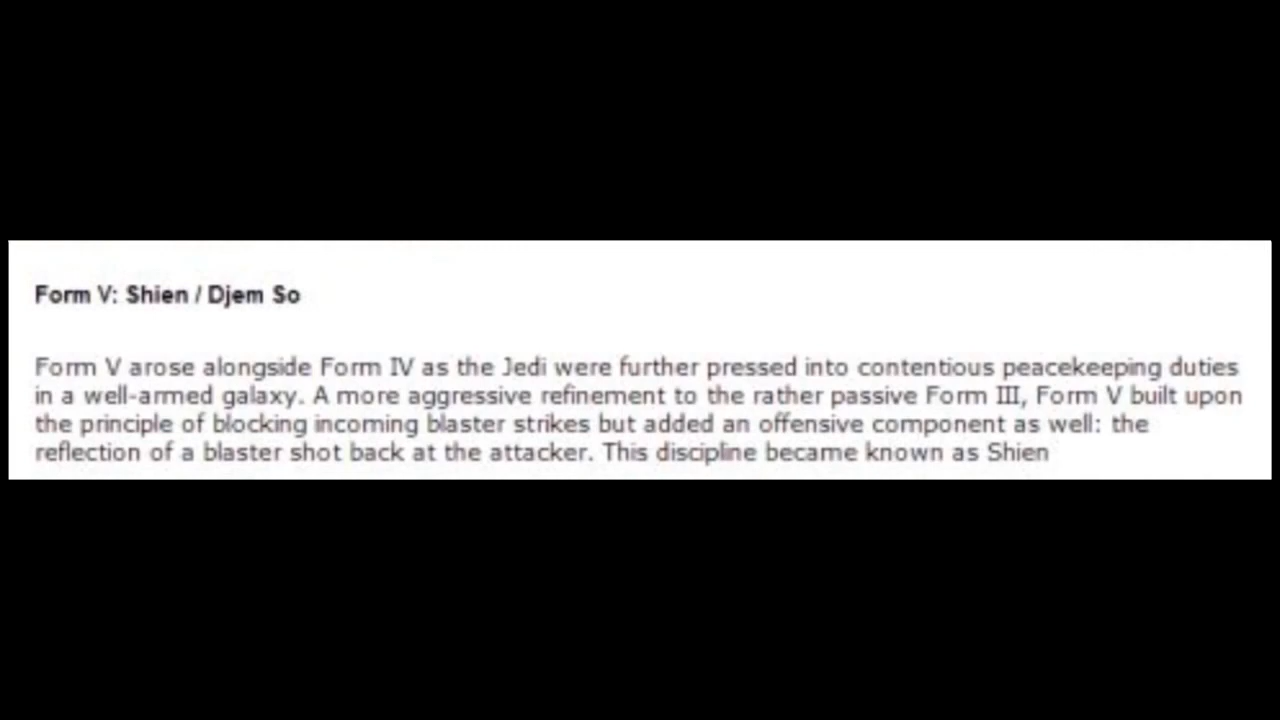 Form V: Shien / Djem So
Form V arose alongside Form IV as the Jedi were further pressed into contentious peacekeeping duties
in a well-armed galaxy. A more aggressive refinement to the rather passive Form III, Form V built upon
the principle of blocking incoming blaster strikes but added an offensive component as well: the
reflection of a blaster shot back at the attacker. This discipline became known as Shien